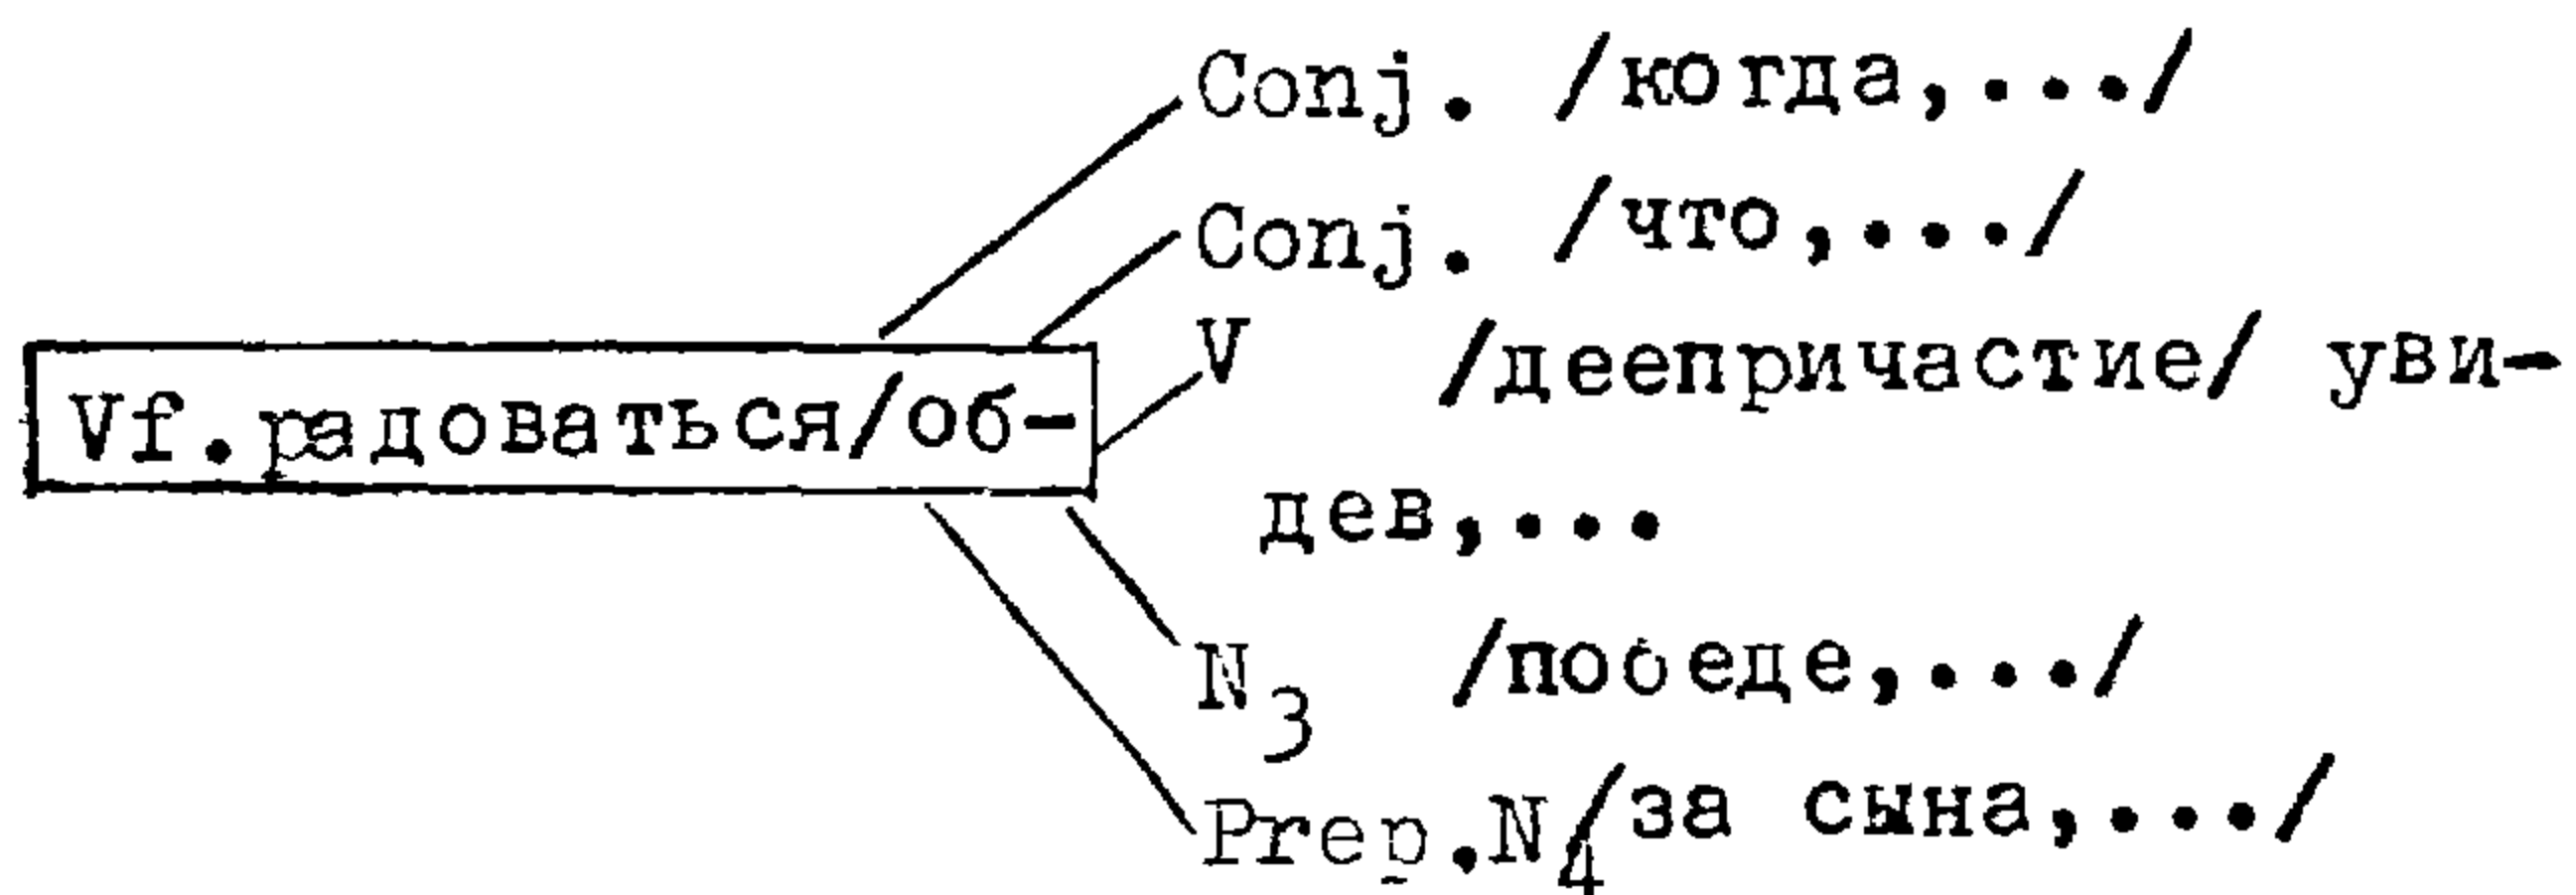 Conj. /когда,.../
Conj. /что,.../
V /деепричастие/ уви-
Vf.радоваться/об-
дев,...
N₃ /победе,.../
Prep.N₄/за сына,.../